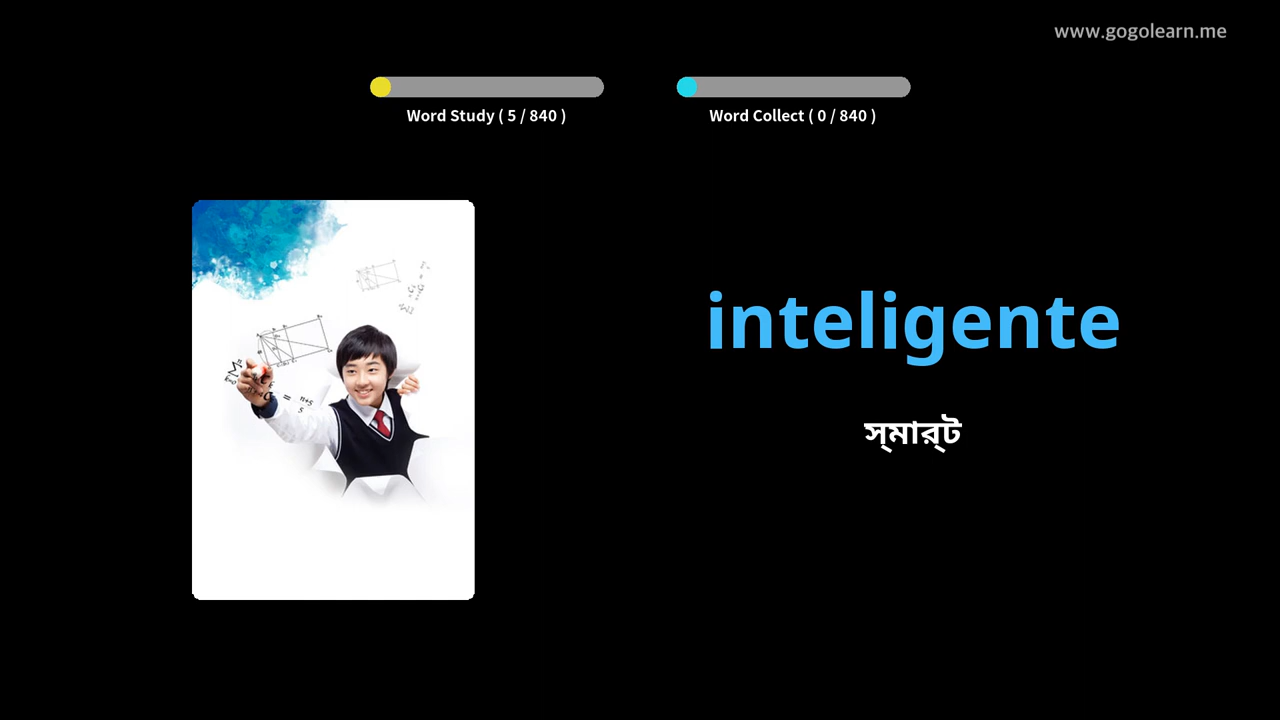 www.gogolearn.me
Word Study ( 5 / 840 )
Word Collect ( 0 / 840 )
inteligente
স্মার্ট